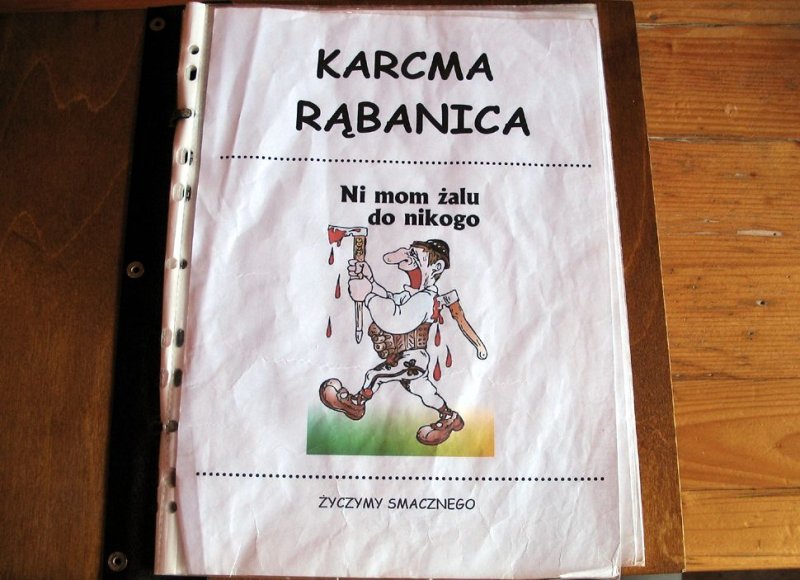 KARCMA
RĄBANICA
Ni mom żalu
do nikogo
ŻYCZYMY SMACZNEGO